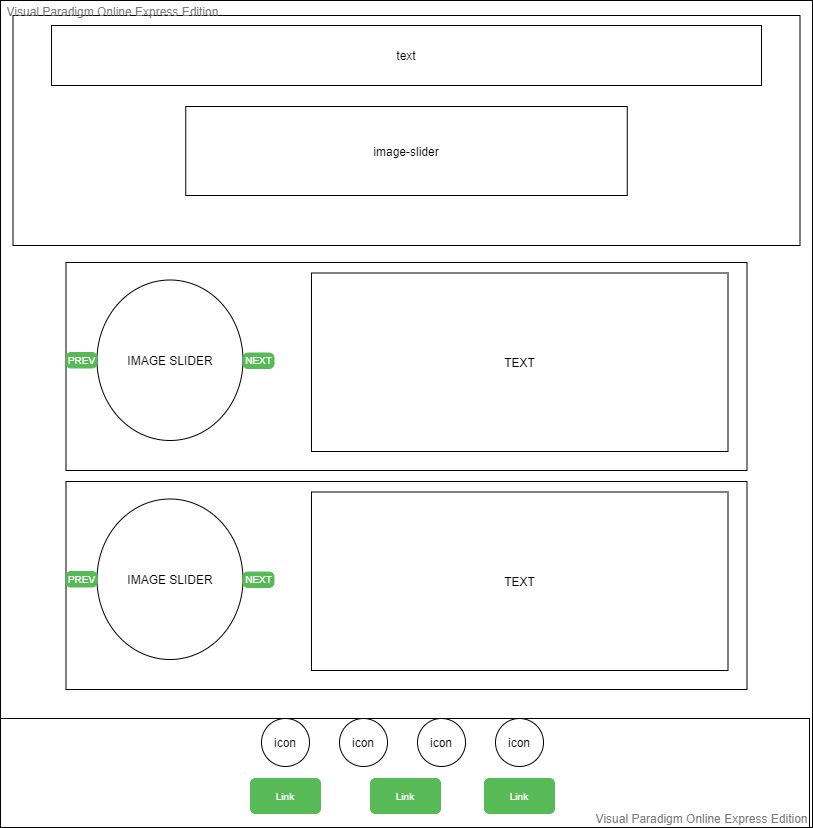 Visual Paradigm Online Express Edition
text
image-slider
PREV
IMAGE SLIDER
NEXT
TEXT
PREV
IMAGE SLIDER
NEXT
TEXT
icon
icon
icon
icon
Link
Link
Link
Visual Paradigm Online Express Edition